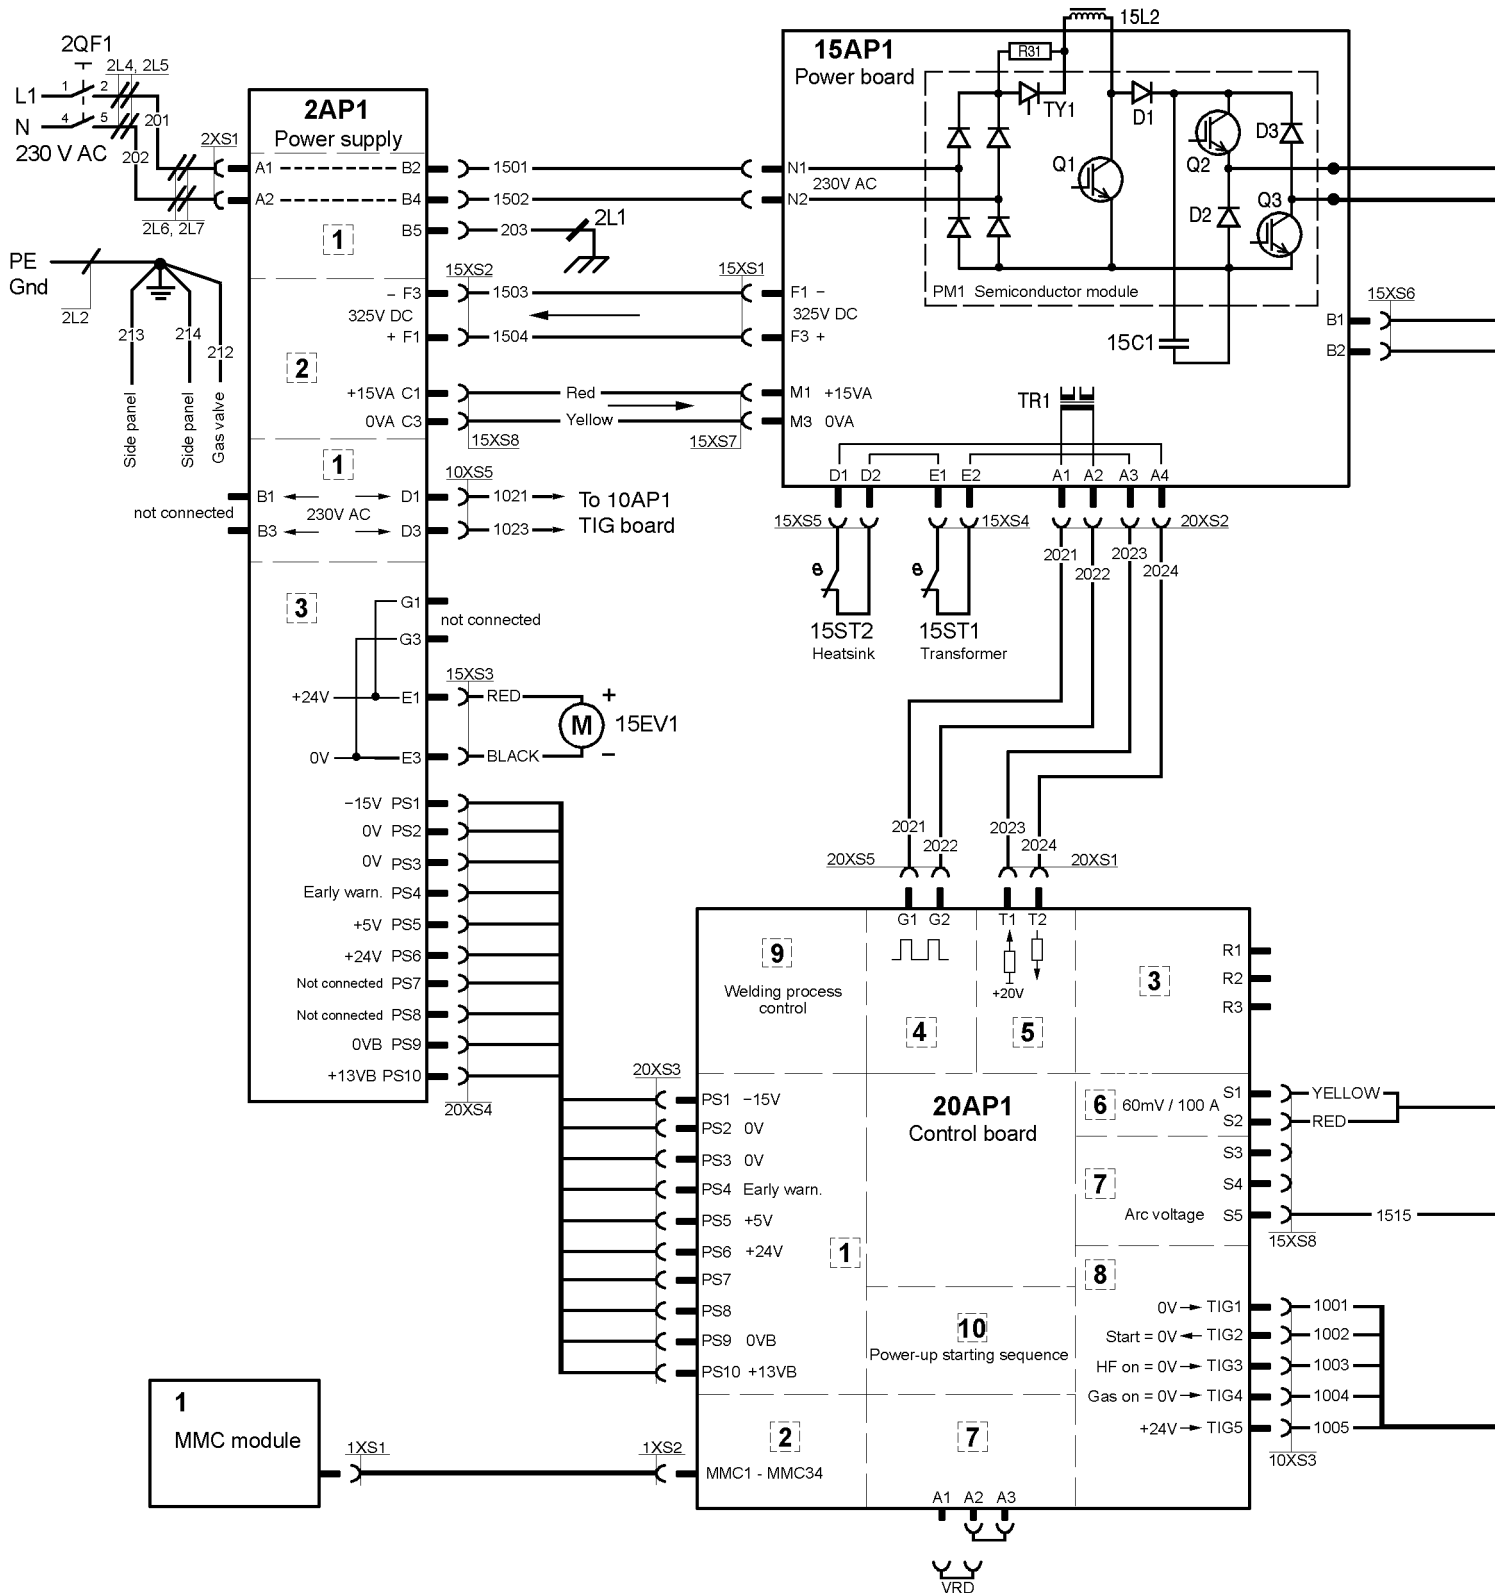 2QF1
2L4, 2L5
L1
1
2
N
4
5
201
230 V AC
202
2XS1
2L6, 2L7
PE
Gnd
2L2
213
214
212
Side panel
Side panel
Gas valve
2AP1
Power supply
A1
B2
A2
B4
B5
1
1501
1502
203
2L1
– F3
325V DC
+ F1
2
15XS2
1503
1504
15XS1
+15VA C1
0VA C3
Red
Yellow
15XS8
15XS7
1
B1
D1
230V AC
B3
D3
not connected
10XS5
1021
1023
To 10AP1
TIG board
3
G1
G3
not connected
+24V
E1
0V
E3
15XS3
RED
BLACK
M
+
–
15EV1
–15V PS1
0V PS2
0V PS3
Early warn. PS4
+5V PS5
+24V PS6
Not connected PS7
Not connected PS8
0VB PS9
+13VB PS10
20XS4
15AP1
Power board
15L2
R31
TY1
D1
Q1
Q2
D3
D2
Q3
N1
230V AC
N2
PM1 Semiconductor module
F1 –
325V DC
F3 +
15C1
M1 +15VA
M3 0VA
TR1
B1
B2
15XS6
D1
D2
E1
E2
A1
A2
A3
A4
15XS5
15XS4
20XS2
θ
θ
15ST2
Heatsink
15ST1
Transformer
2021
2022
2023
2024
2021
2022
2023
2024
20XS5
20XS1
G1
G2
T1
T2
+20V
9
Welding process
control
4
5
3
R1
R2
R3
20AP1
Control board
6
60mV / 100 A
S1
S2
S3
S4
S5
7
Arc voltage
YELLOW
RED
1515
15XS8
20XS3
PS1 –15V
PS2 0V
PS3 0V
PS4 Early warn.
PS5 +5V
PS6 +24V
PS7
PS8
PS9 0VB
PS10 +13VB
1
10
Power-up starting sequence
8
0V
TIG1
Start = 0V
TIG2
HF on = 0V
TIG3
Gas on = 0V
TIG4
+24V
TIG5
1001
1002
1003
1004
1005
10XS3
1
MMC module
1XS1
1XS2
MMC1 - MMC34
2
7
A1
A2
A3
VRD